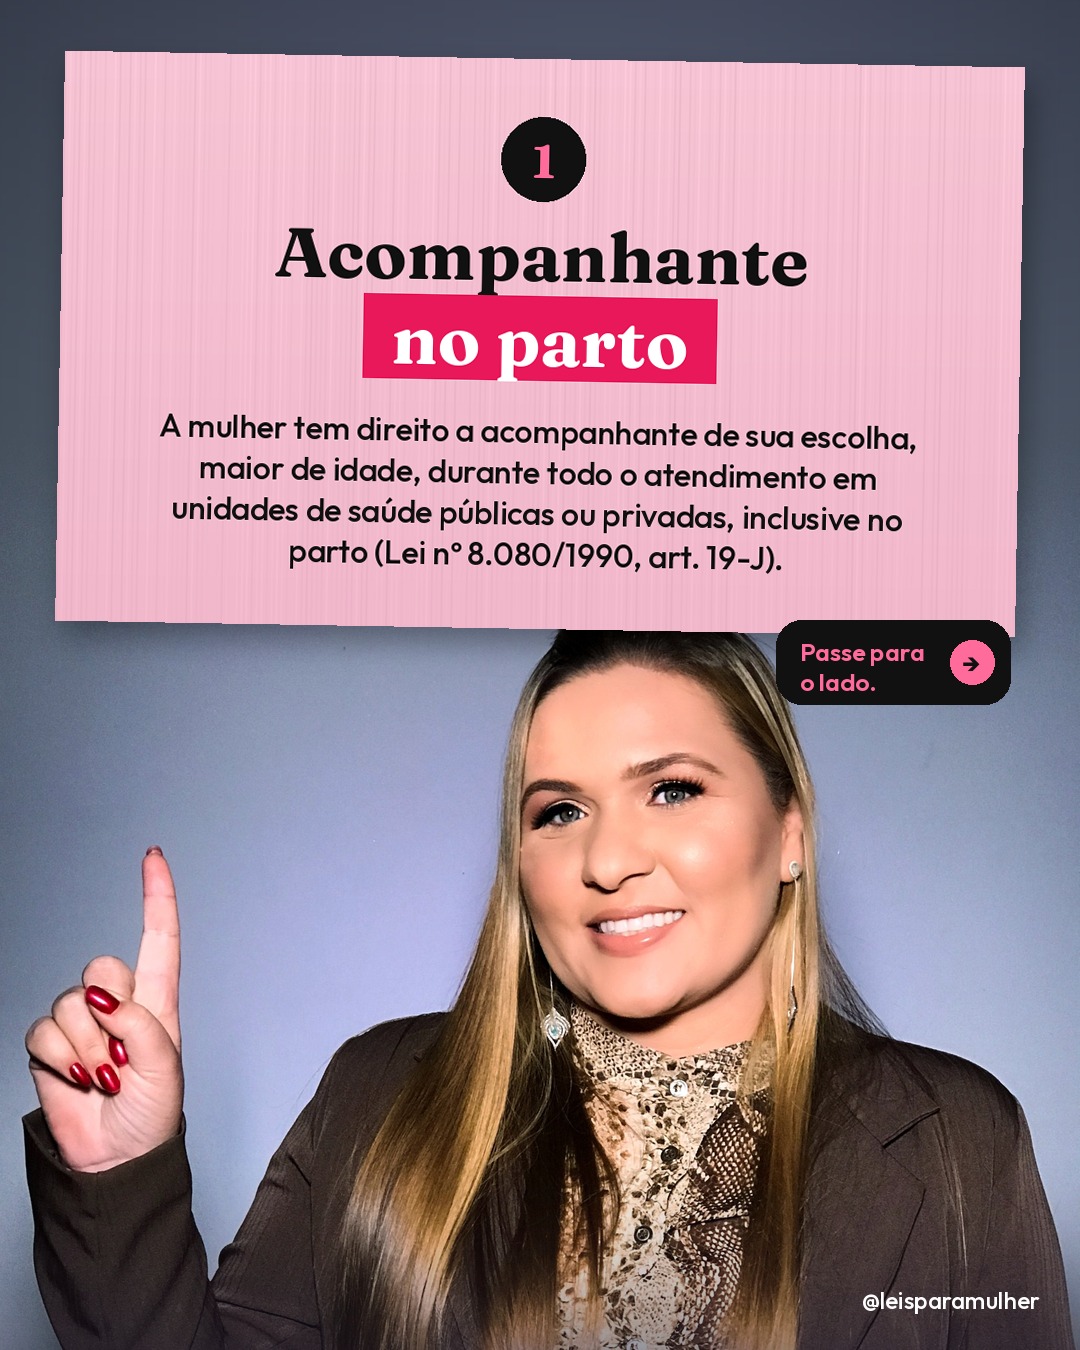 1
Acompanhante
no parto
A mulher tem direito a acompanhante de sua escolha,
maior de idade, durante todo o atendimento em
unidades de saúde públicas ou privadas, inclusive no
parto (Lei nº 8.080/1990, art. 19-J).
Passe para
o lado.
@leisparamulher